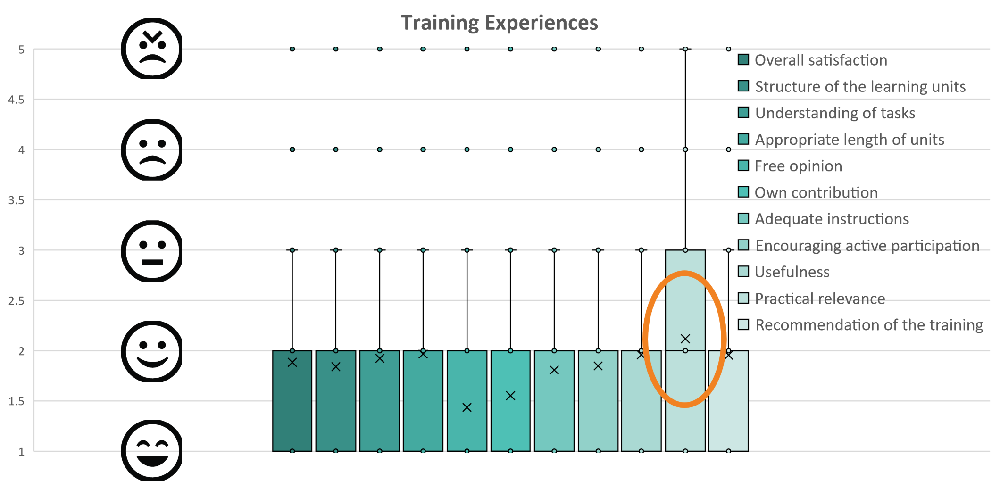 Training Experiences
5
4.5
4
3.5
3
2.5
2
1.5
1
Overall satisfaction
Structure of the learning units
Understanding of tasks
Appropriate length of units
Free opinion
Own contribution
Adequate instructions
Encouraging active participation
Usefulness
Practical relevance
Recommendation of the training